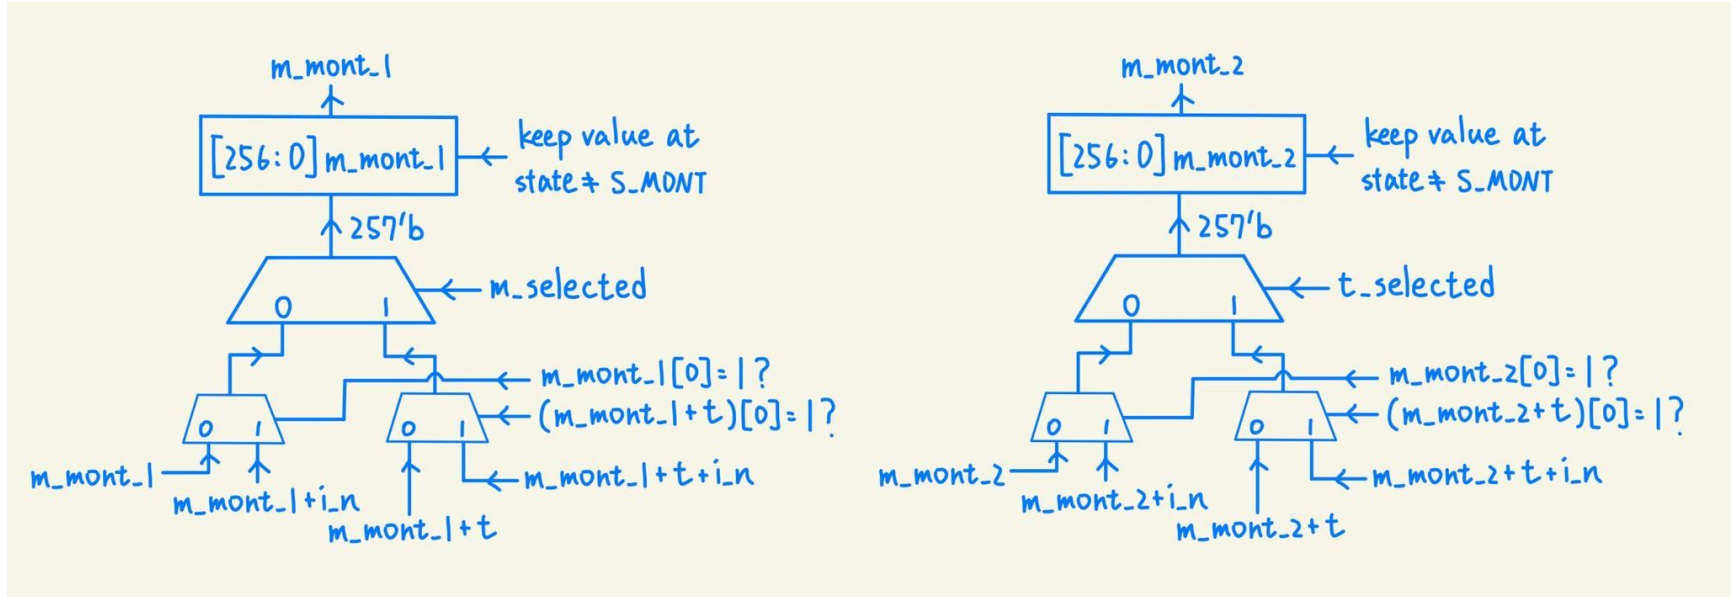 m_mont_1
[256:0] m_mont_1
keep value at
state ≠ S_MONT
257'b
0 1
m_selected
m_mont_1[0]=1?
(m_mont_1+t)[0]=1?
0 1
0 1
m_mont_1
m_mont_1+i_n
m_mont_1+t+i_n
m_mont_1+t
m_mont_2
[256:0] m_mont_2
keep value at
state ≠ S_MONT
257'b
0 1
t_selected
m_mont_2[0]=1?
(m_mont_2+t)[0]=1?
0 1
0 1
m_mont_2
m_mont_2+i_n
m_mont_2+t+i_n
m_mont_2+t